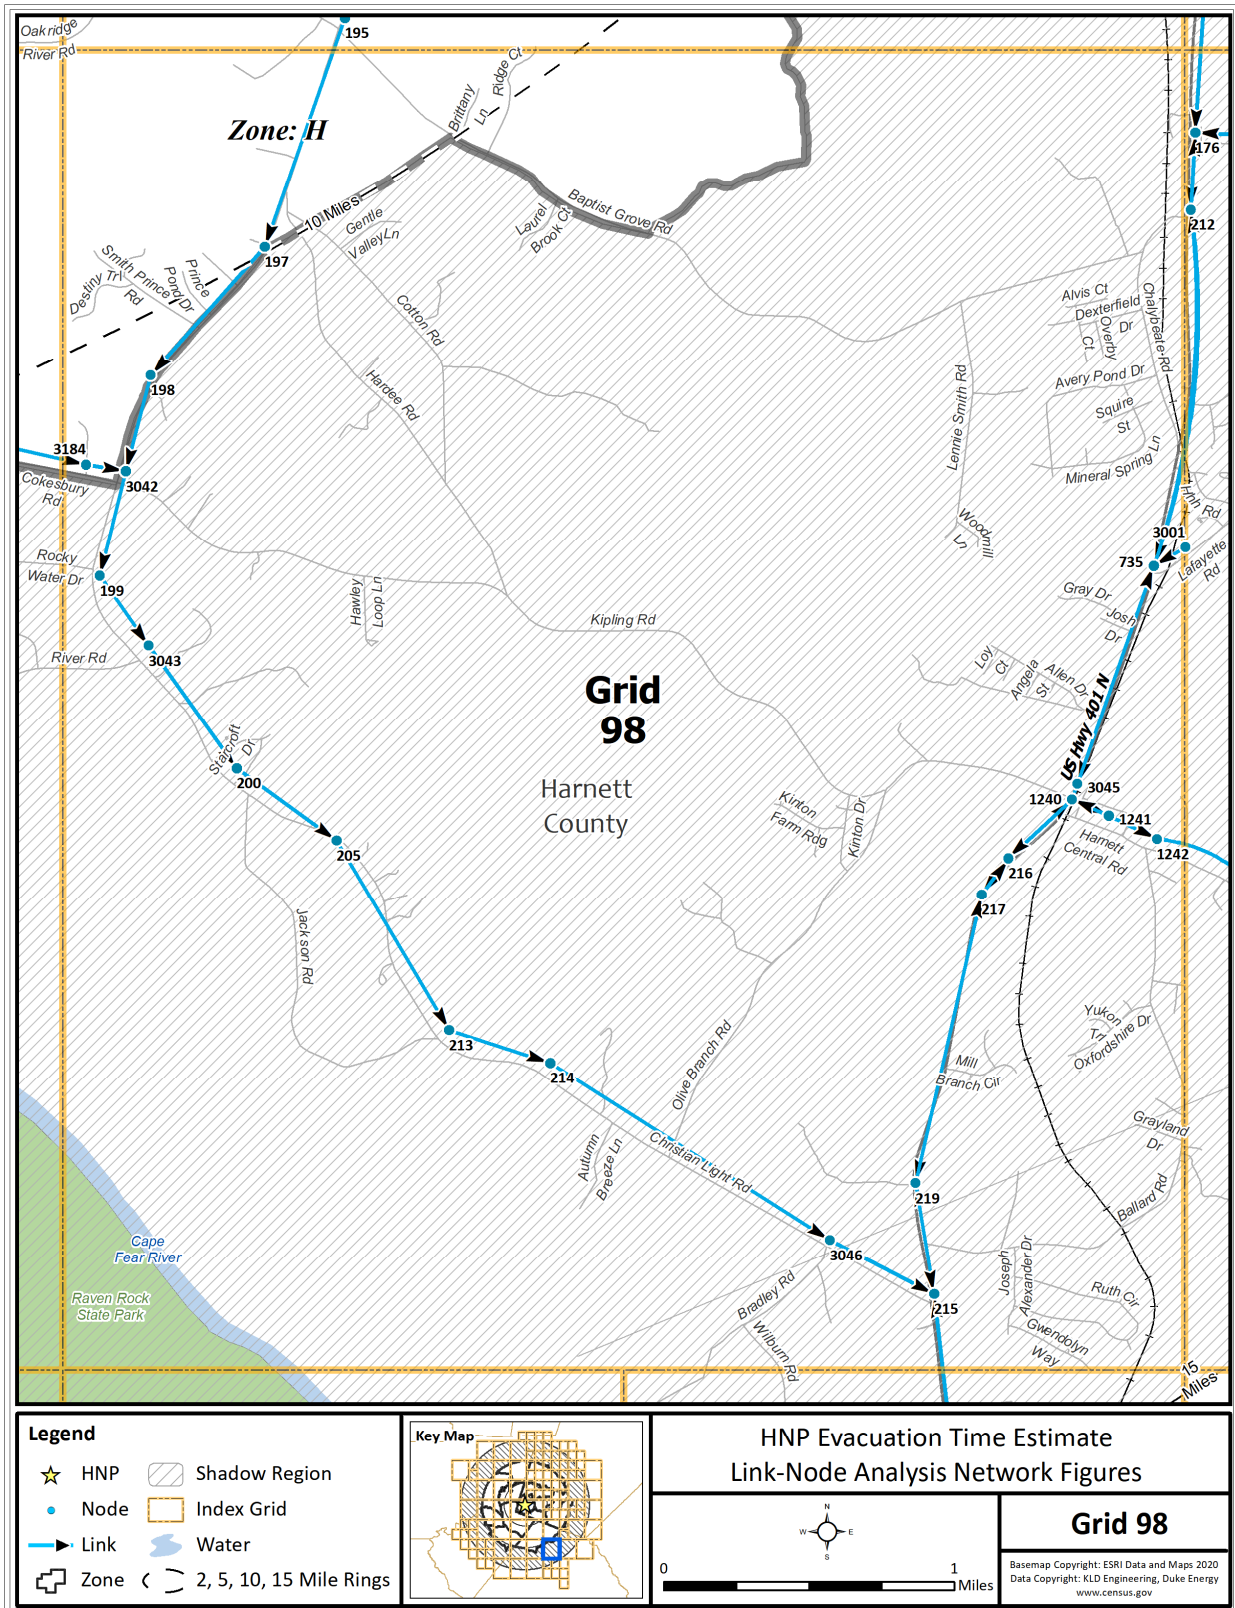 Oakridge
River Rd
195
Brittany
Ln
Ridge Ct
Zone: H
176
10 Miles
Gentle
Valley Ln
Laurel
Brook Ct
Baptist Grove Rd
212
197
Smith Prince
Rd
Prince
Pond Dr
Destiny Trl
Cotton Rd
Alvis Ct
Dexterfield
Dr
Overby
Ct
Chalybeate Rd
198
Hardee Rd
Lennie Smith Rd
Avery Pond Dr
Squire
St
Mineral Spring Ln
3184
Cokesbury
Rd
3042
Hnh Rd
Woodmill
Ln
3001
735
Lafayette
Rd
Rocky
Water Dr
199
Hawley
Loop Ln
Gray Dr
Josh
Dr
Kipling Rd
River Rd
3043
Loy
Ct
Angela
St
Allen Dr
Grid
98
US Hwy 401 N
Starcroft
Dr
200
Harnett
County
3045
1240
1241
1242
Kinton
Farm Rdg
Kinton Dr
Harnett
Central Rd
205
216
217
Jackson Rd
213
214
Olive Branch Rd
Yukon
Trl
Oxfordshire Dr
Mill
Branch Cir
Autumn
Breeze Ln
Christian Light Rd
Grayland
Dr
Ballard Rd
219
Cape
Fear River
3046
Raven Rock
State Park
Bradley Rd
Wilburn Rd
215
Joseph
Alexander Dr
Ruth Cir
Gwendolyn
Way
15
Miles
Legend
HNP
Shadow Region
Node
Index Grid
Link
Water
Zone
2, 5, 10, 15 Mile Rings
Key Map
HNP Evacuation Time Estimate
Link-Node Analysis Network Figures
N
W
E
S
0
1
Miles
Grid 98
Basemap Copyright: ESRI Data and Maps 2020
Data Copyright: KLD Engineering, Duke Energy
www.census.gov